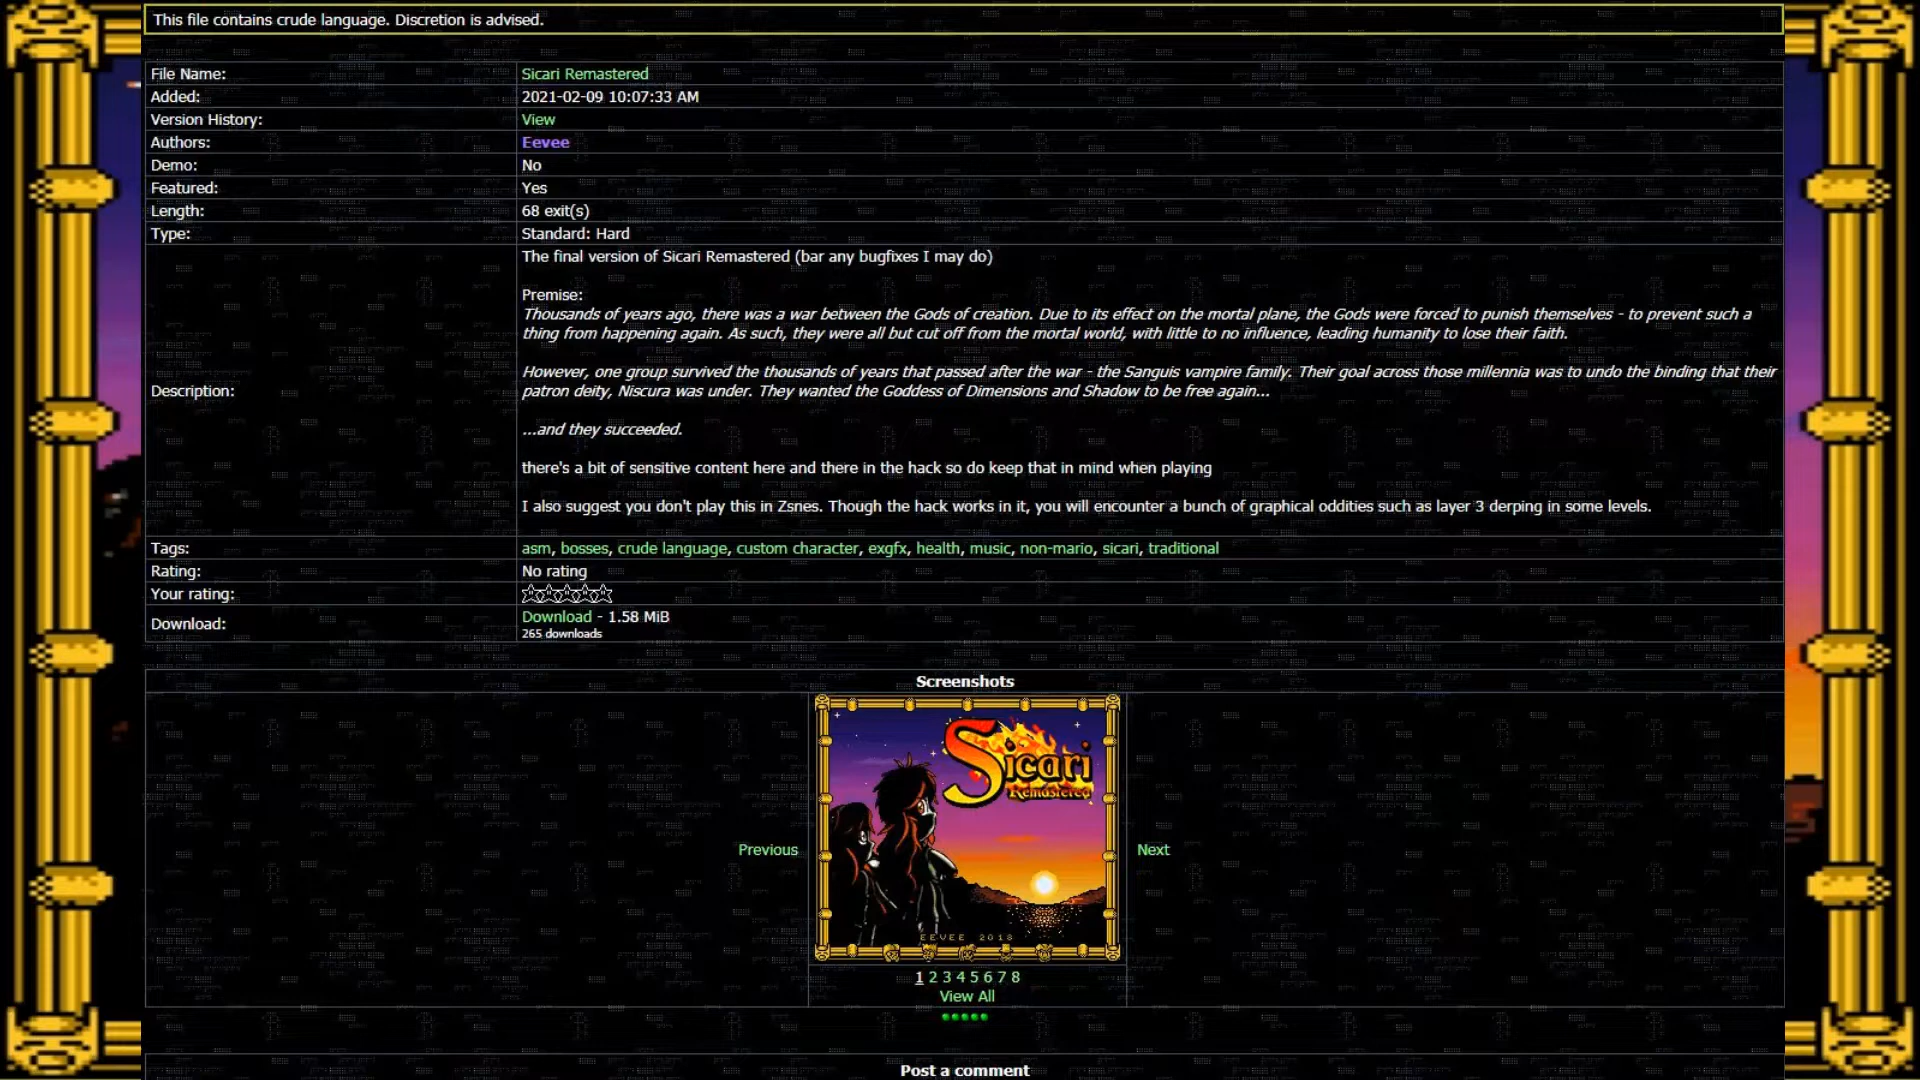 This file contains crude language. Discretion is advised.
File Name: Sicari Remastered
Added: 2021-02-09 10:07:33 AM
Version History: View
Authors: Eevee
Demo: No
Featured: Yes
Length: 68 exit(s)
Type: Standard: Hard
The final version of Sicari Remastered (bar any bugfixes I may do)
Premise:
Thousands of years ago, there was a war between the Gods of creation. Due to its effect on the mortal plane, the Gods were forced to punish themselves - to prevent such a
thing from happening again. As such, they were all but cut off from the mortal world, with little to no influence, leading humanity to lose their faith.
However, one group survived the thousands of years that passed after the war - the Sanguis vampire family. Their goal across those millennia was to undo the binding that their
Description: patron deity, Niscura was under. They wanted the Goddess of Dimensions and Shadow to be free again...
...and they succeeded.
there's a bit of sensitive content here and there in the hack so do keep that in mind when playing
I also suggest you don't play this in Zsnes. Though the hack works in it, you will encounter a bunch of graphical oddities such as layer 3 derping in some levels.
Tags: asm, bosses, crude language, custom character, exgfx, health, music, non-mario, sicari, traditional
Rating: No rating
Your rating:
Download: Download - 1.58 MiB
265 downloads
Screenshots
Sicari
Remastered
Previous
Next
EEVEE 2018
1 2 3 4 5 6 7 8
View All
Post a comment